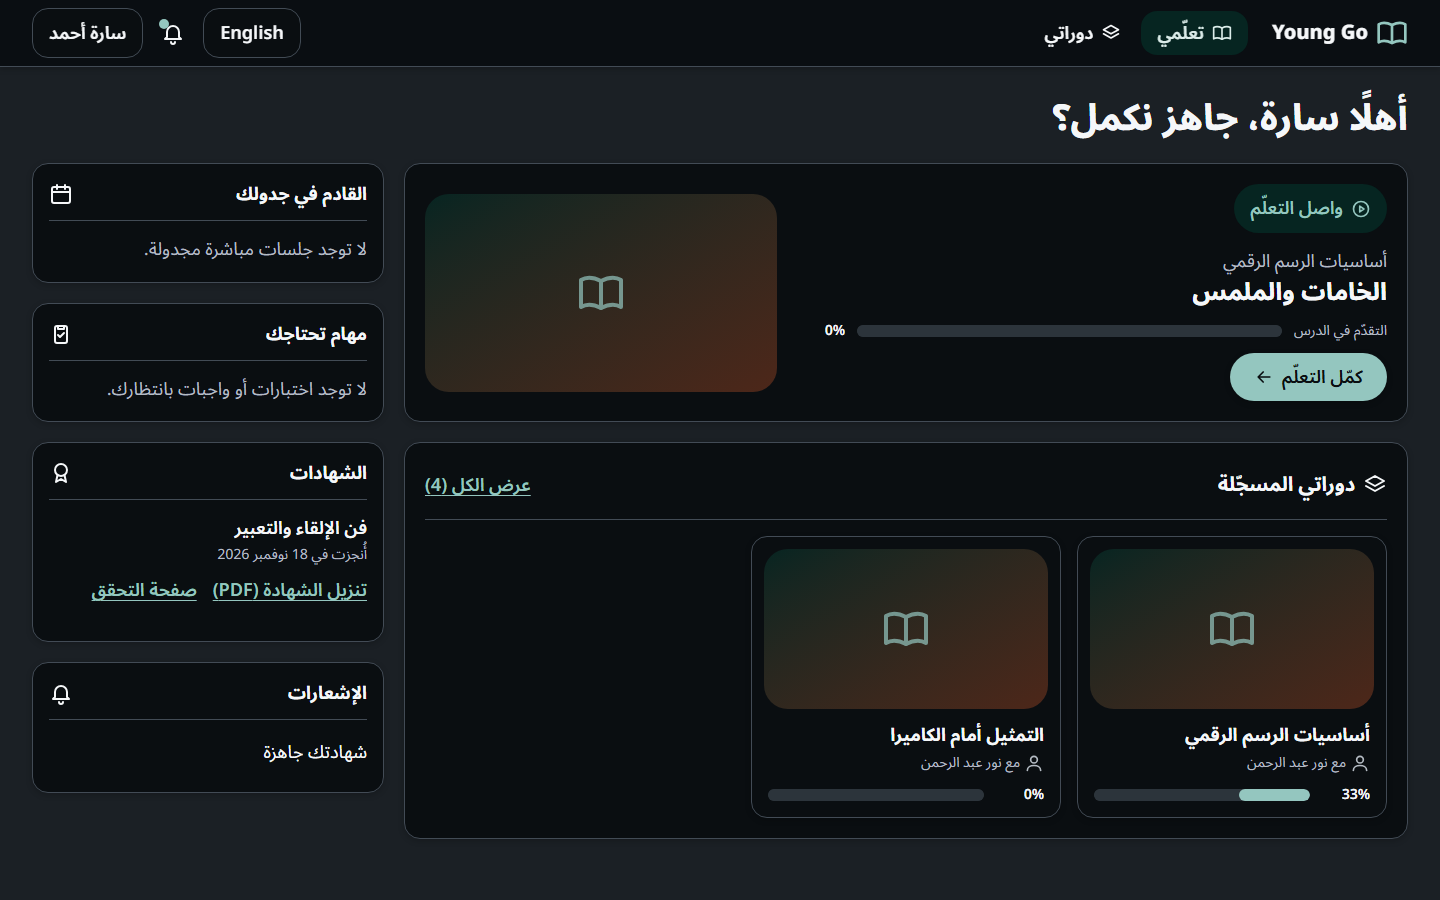 Young Go
تعلّمي
دوراتي
English
سارة أحمد
أهلًا سارة، جاهز نكمل؟
واصل التعلّم
أساسيات الرسم الرقمي
الخامات والملمس
التقدّم في الدرس
0%
كمّل التعلّم
دوراتي المسجّلة
عرض الكل (4)
أساسيات الرسم الرقمي
مع نور عبد الرحمن
33%
التمثيل أمام الكاميرا
مع نور عبد الرحمن
0%
القادم في جدولك
لا توجد جلسات مباشرة مجدولة.
مهام تحتاجك
لا توجد اختبارات أو واجبات بانتظارك.
الشهادات
فن الإلقاء والتعبير
أُنجزت في 18 نوفمبر 2026
تنزيل الشهادة (PDF) صفحة التحقق
الإشعارات
شهادتك جاهزة